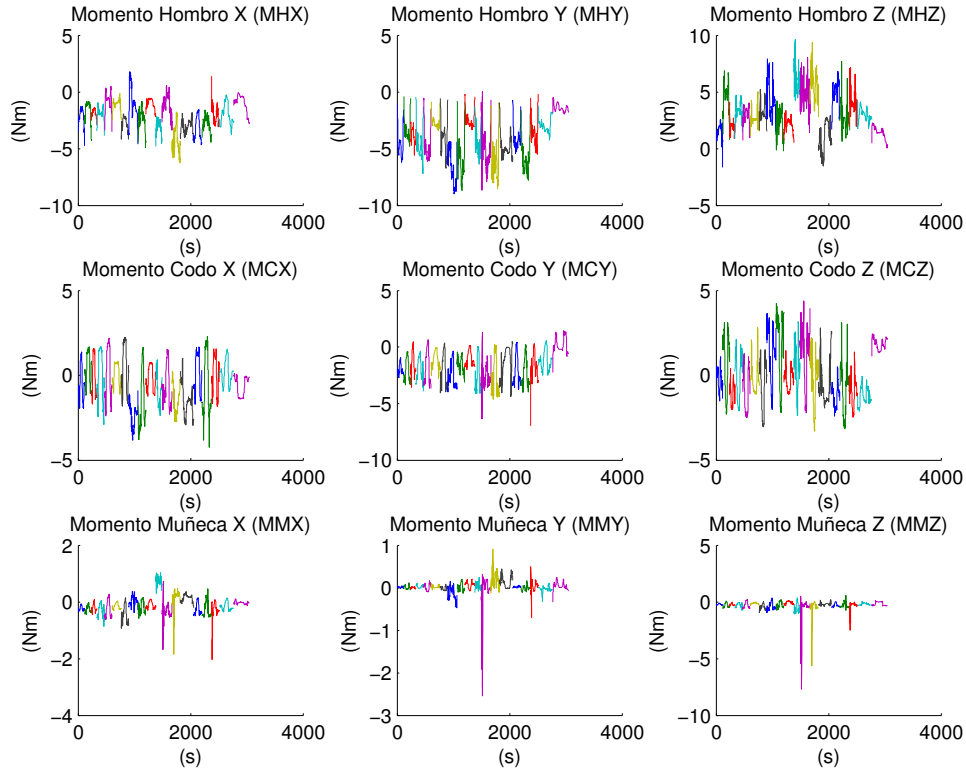 Momento Hombro X (MHX)
5
0
−5
−10
(Nm)
0
2000
4000
(s)
Momento Hombro Y (MHY)
5
0
−5
−10
(Nm)
0
2000
4000
(s)
Momento Hombro Z (MHZ)
10
5
0
−5
(Nm)
0
2000
4000
(s)
Momento Codo X (MCX)
5
0
−5
(Nm)
0
2000
4000
(s)
Momento Codo Y (MCY)
5
0
−5
−10
(Nm)
0
2000
4000
(s)
Momento Codo Z (MCZ)
5
0
−5
(Nm)
0
2000
4000
(s)
Momento Muñeca X (MMX)
2
0
−2
−4
(Nm)
0
2000
4000
(s)
Momento Muñeca Y (MMY)
1
0
−1
−2
−3
(Nm)
0
2000
4000
(s)
Momento Muñeca Z (MMZ)
5
0
−5
−10
(Nm)
0
2000
4000
(s)